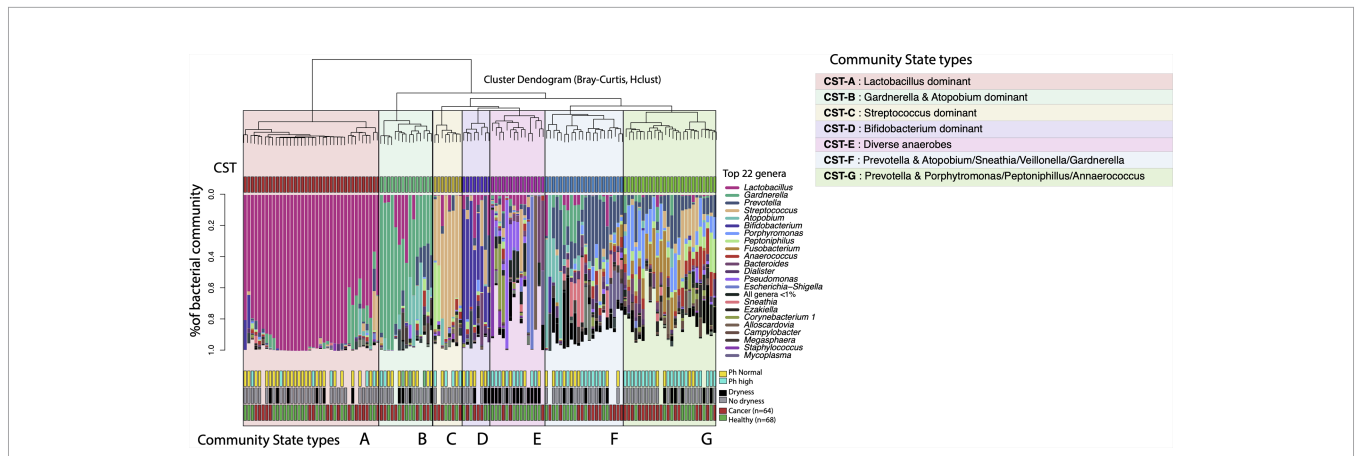 Cluster Dendogram (Bray-Curtis, Hclust)
CST
%of bacterial community
0.0
0.2
0.4
0.6
0.8
1.0
Top 22 genera
Lactobacillus
Gardnerella
Prevotella
Streptococcus
Atopobium
Bifidobacterium
Porphyromonas
Peptoniphilus
Fusobacterium
Anaerococcus
Bacteroides
Dialister
Pseudomonas
Escherichia−Shigella
All genera <1%
Sneathia
Ezakiella
Corynebacterium 1
Alloscardovia
Campylobacter
Megasphaera
Staphylococcus
Mycoplasma
Ph Normal
Ph high
Dryness
No dryness
Cancer (n=64)
Healthy (n=68)
Community State types A B C D E F G
Community State types
CST-A : Lactobacillus dominant
CST-B : Gardnerella & Atopobium dominant
CST-C : Streptococcus dominant
CST-D : Bifidobacterium dominant
CST-E : Diverse anaerobes
CST-F : Prevotella & Atopobium/Sneathia/Veillonella/Gardnerella
CST-G : Prevotella & Porphytromonas/Peptoniphillus/Annaerococcus